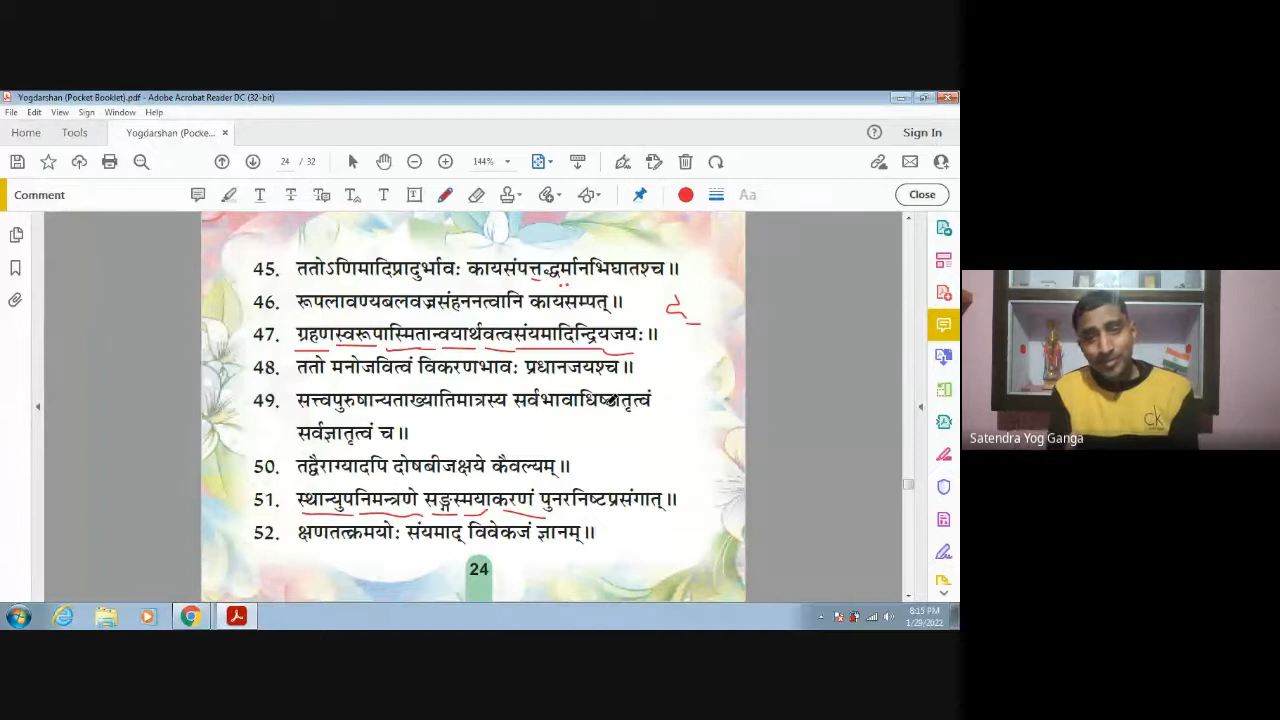 Yogdarshan (Pocket Booklet).pdf - Adobe Acrobat Reader DC (32-bit)
File Edit View Sign Window Help
Home Tools Yogdarshan (Pocke... × Sign In
24 / 32 144%
Comment Aa Close
45. ततोऽणिमादिप्रादुर्भावः कायसंपत्तद्धर्मानभिघातश्च॥
46. रूपलावण्यबलवज्रसंहननत्वानि कायसम्पत्॥
47. ग्रहणस्वरूपास्मितान्वयार्थवत्वसंयमादिन्द्रियजयः॥
48. ततो मनोजवित्वं विकरणभावः प्रधानजयश्च॥
49. सत्त्वपुरुषान्यताख्यातिमात्रस्य सर्वभावाधिष्ठातृत्वं
सर्वज्ञातृत्वं च॥
50. तद्वैराग्यादपि दोषबीजक्षये कैवल्यम्॥
51. स्थान्युपनिमन्त्रणे सङ्गस्मयाकरणं पुनरनिष्टप्रसंगात्॥
52. क्षणतत्क्रमयोः संयमाद् विवेकजं ज्ञानम्॥
24
CK
Satendra Yog Ganga
8:15 PM
1/29/2022